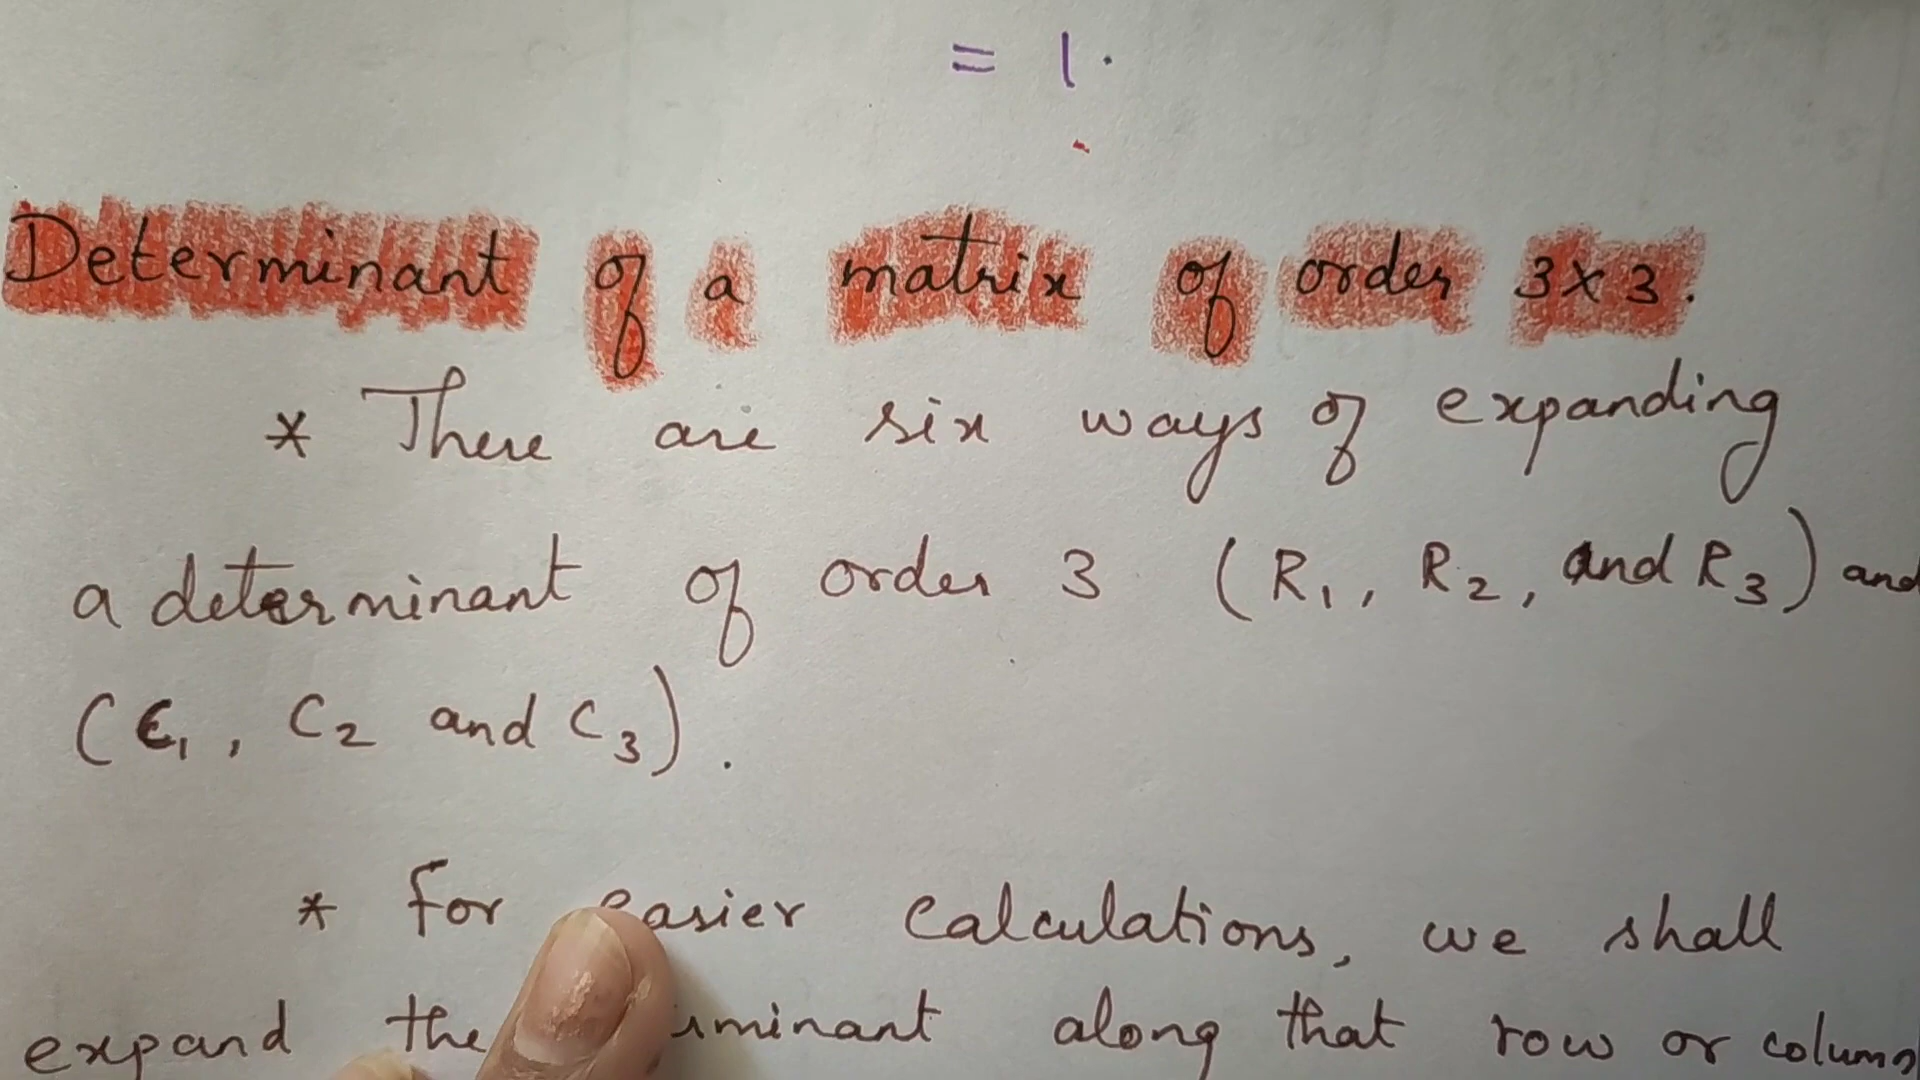 = 1.
Determinant of a matrix of order 3x3.
* There are six ways of expanding
a determinant of order 3 (R₁, R₂, and R₃) and
(C₁, C₂ and C₃).
* For easier calculations, we shall
expand the along that row or column